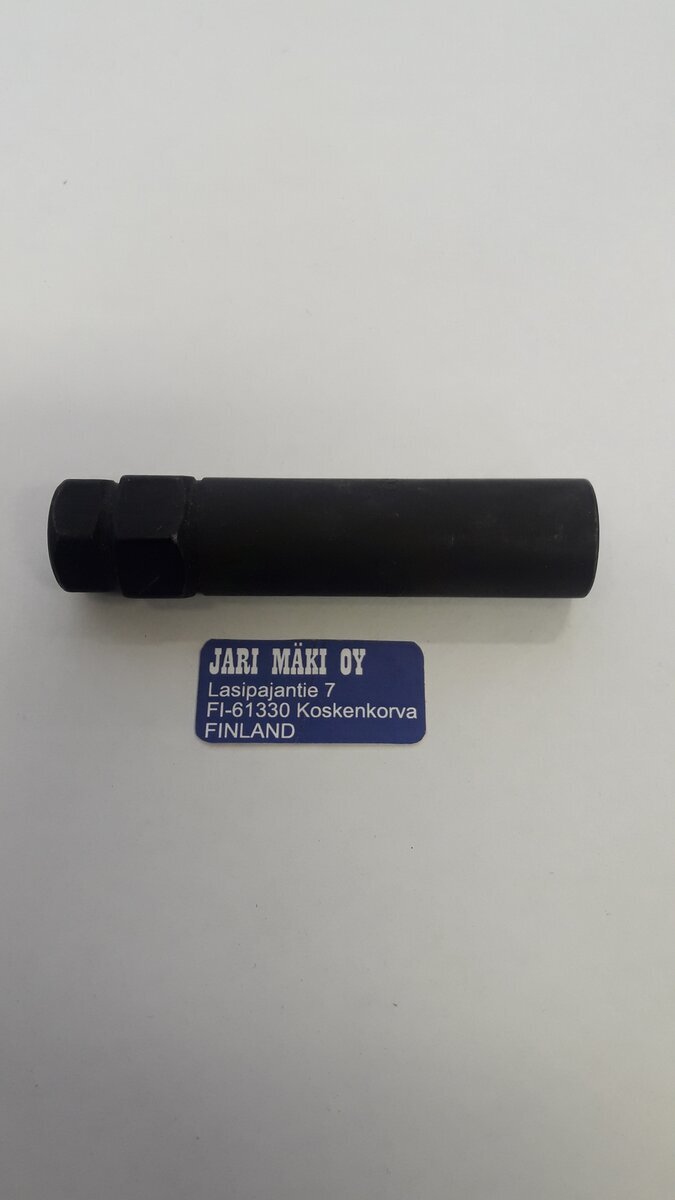 JARI MÄKI OY
Lasipajantie 7
FI-61330 Koskenkorva
FINLAND